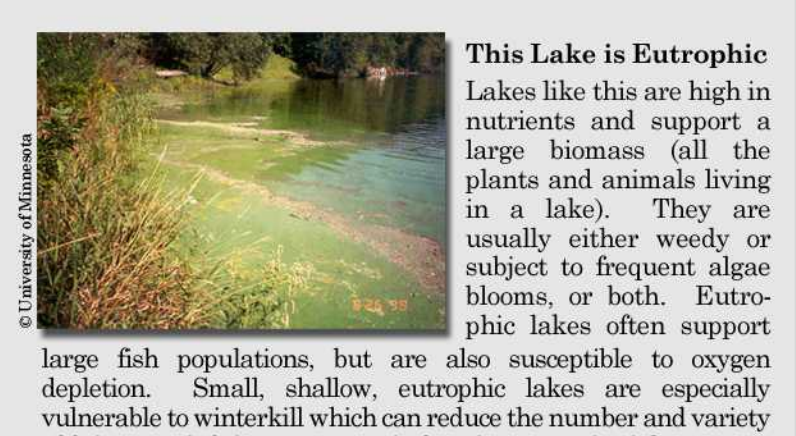 This Lake is Eutrophic
Lakes like this are high in
nutrients and support a
large biomass (all the
plants and animals living
in a lake). They are
usually either weedy or
subject to frequent algae
blooms, or both. Eutro-
phic lakes often support
large fish populations, but are also susceptible to oxygen
depletion. Small, shallow, eutrophic lakes are especially
vulnerable to winterkill which can reduce the number and variety
© University of Minnesota